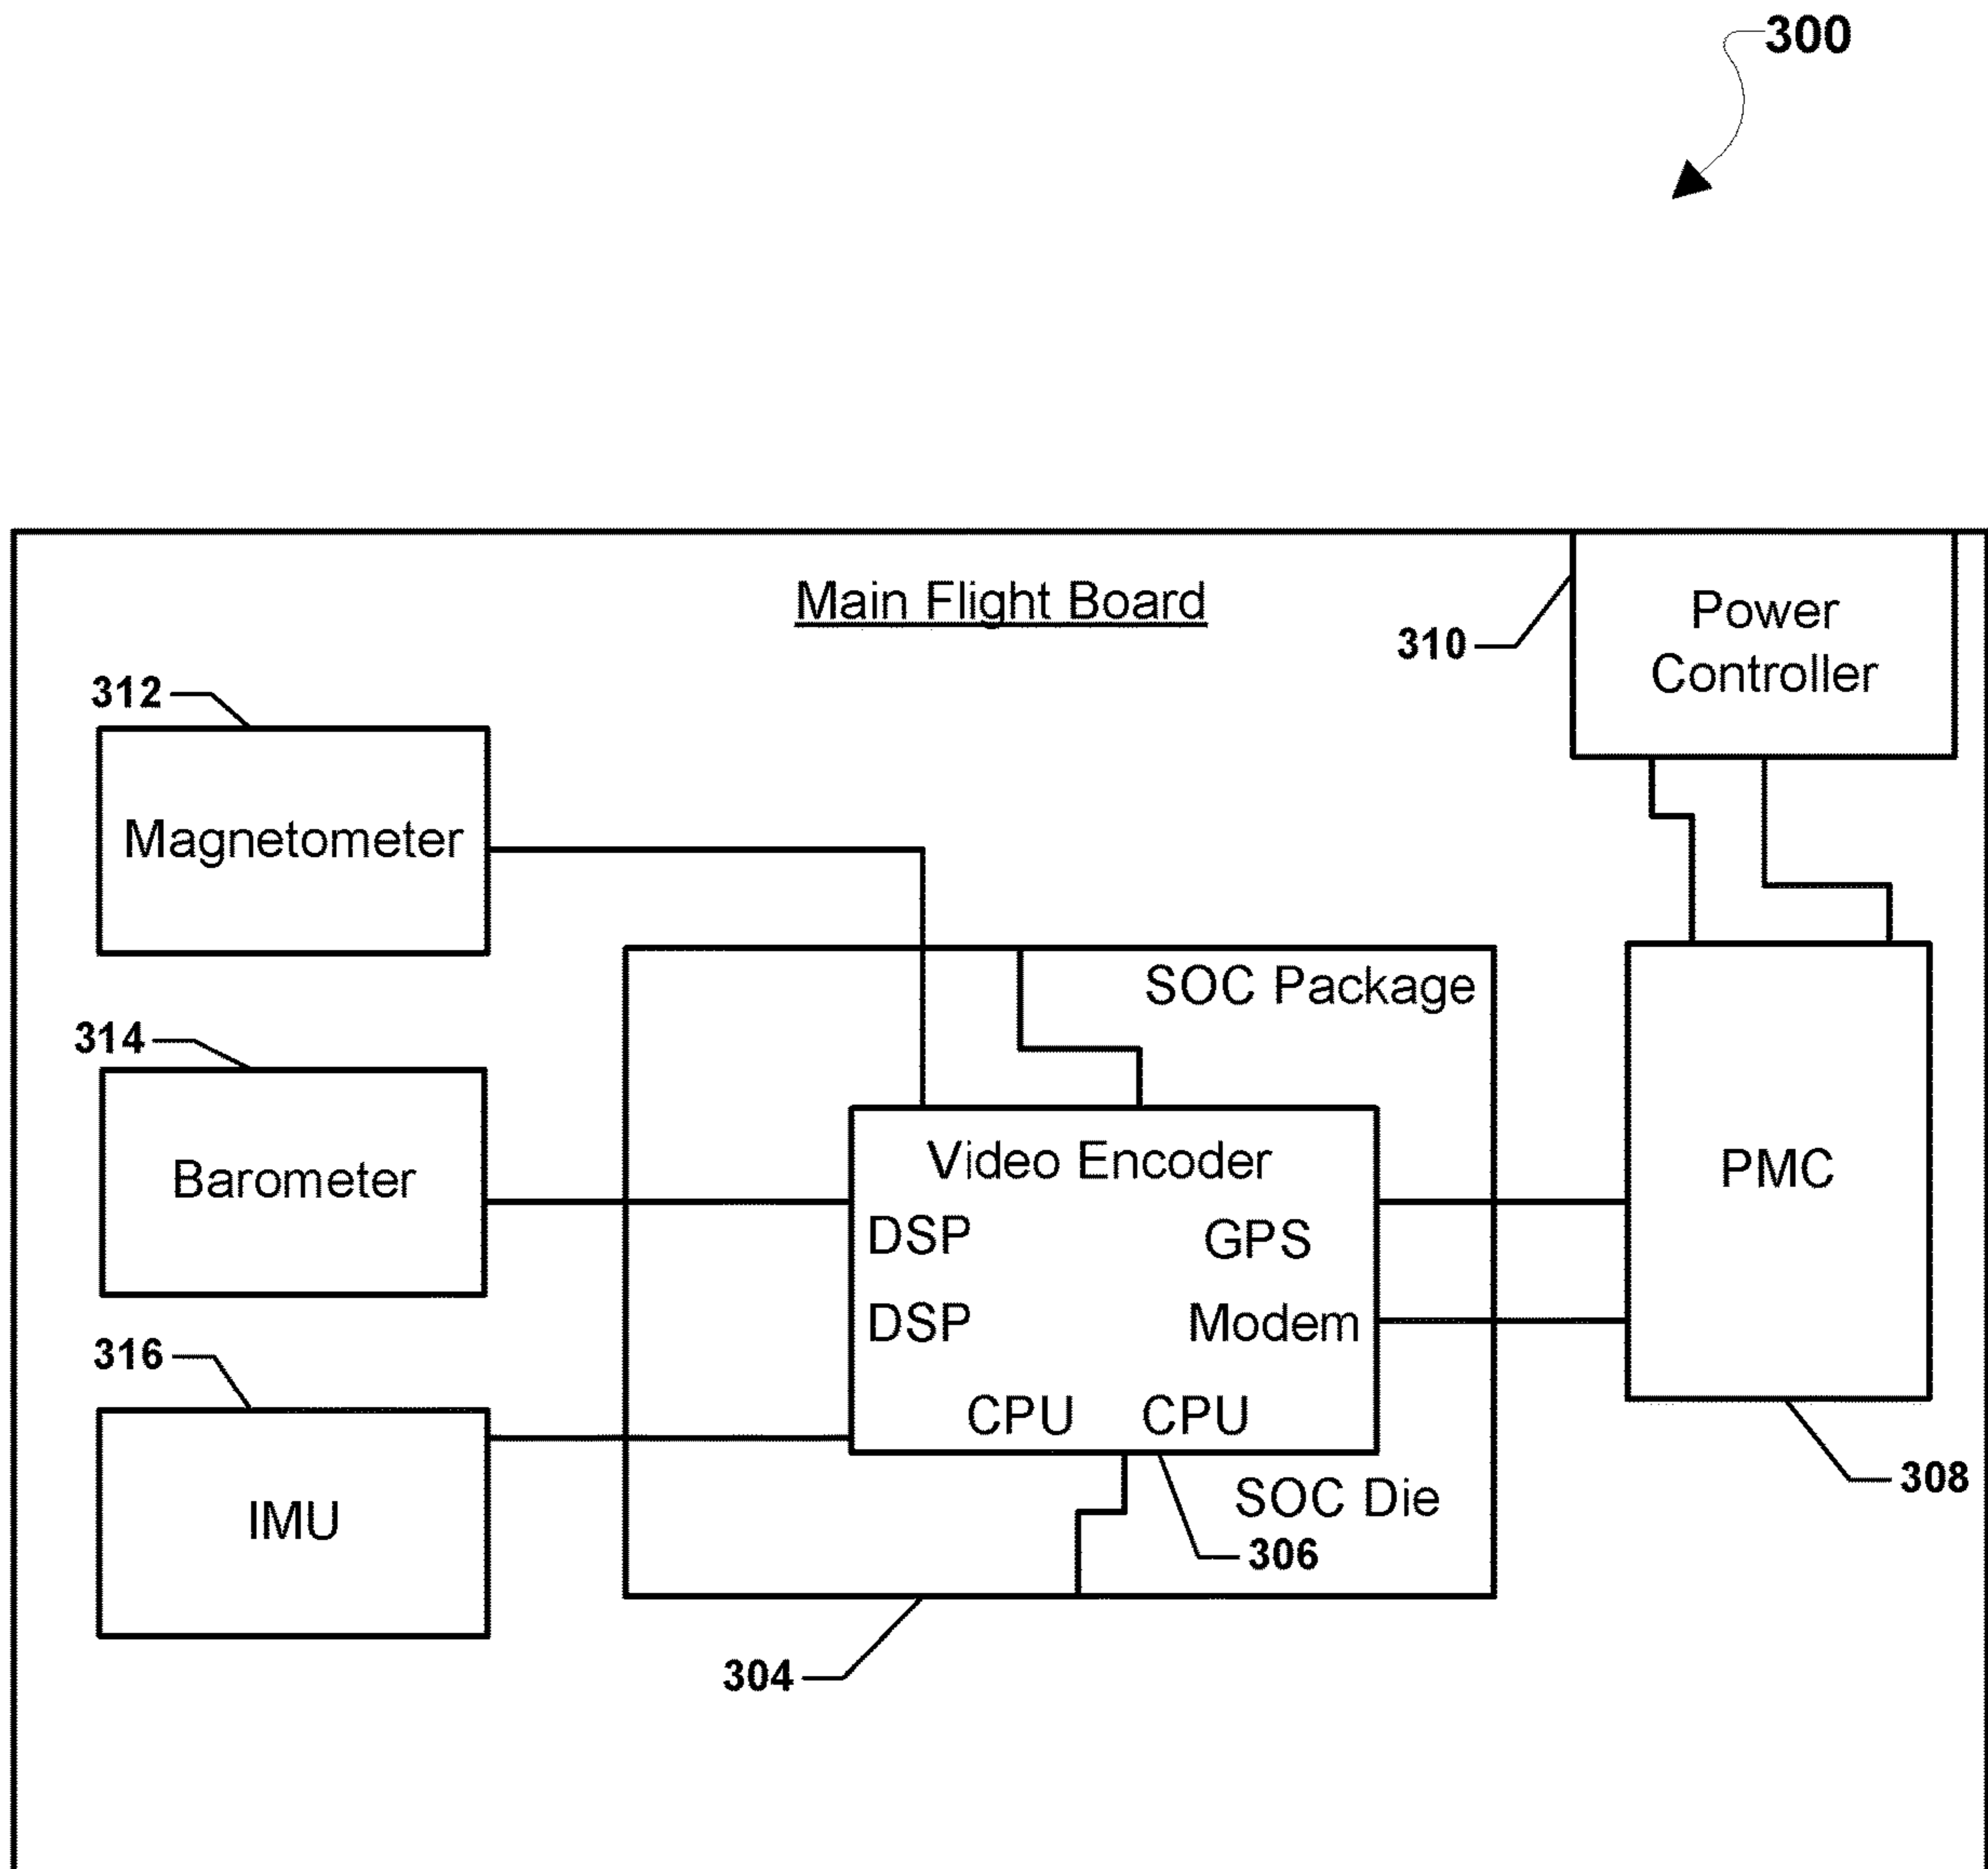 300
Main Flight Board
310
Power
Controller
312
Magnetometer
SOC Package
314
Barometer
Video Encoder
DSP
GPS
PMC
DSP
Modem
316
CPU
CPU
IMU
SOC Die
306
308
304